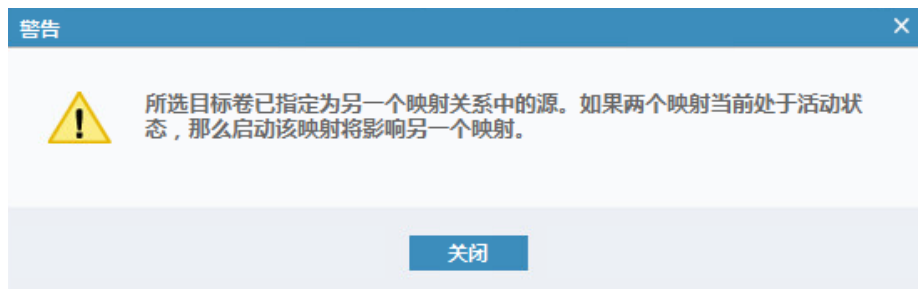 警告
所选目标卷已指定为另一个映射关系中的源。如果两个映射当前处于活动状
态，那么启动该映射将影响另一个映射。
关闭